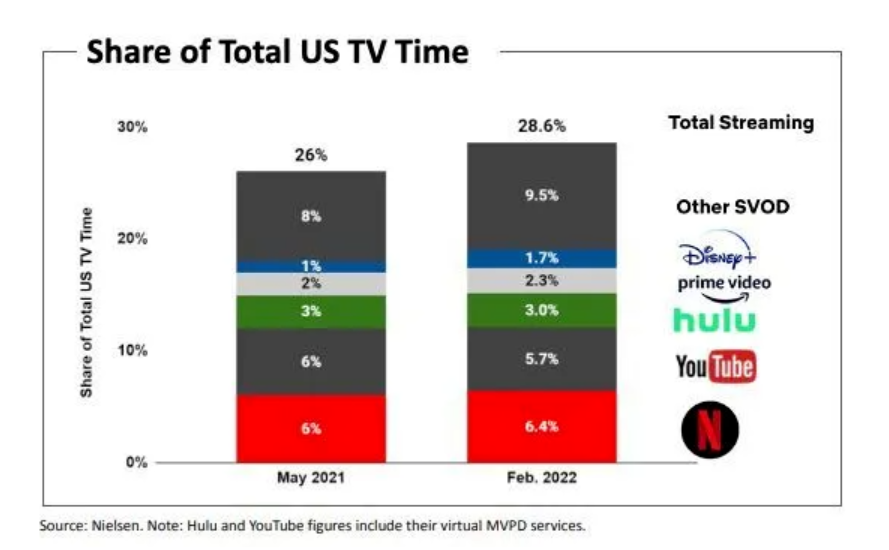 Share of Total US TV Time
Share of Total US TV Time
30%
20%
10%
0%
26%
8%
1%
2%
3%
6%
6%
May 2021
28.6%
9.5%
1.7%
2.3%
3.0%
5.7%
6.4%
Feb. 2022
Total Streaming
Other SVOD
Disney+
prime video
hulu
YouTube
N
Source: Nielsen. Note: Hulu and YouTube figures include their virtual MVPD services.